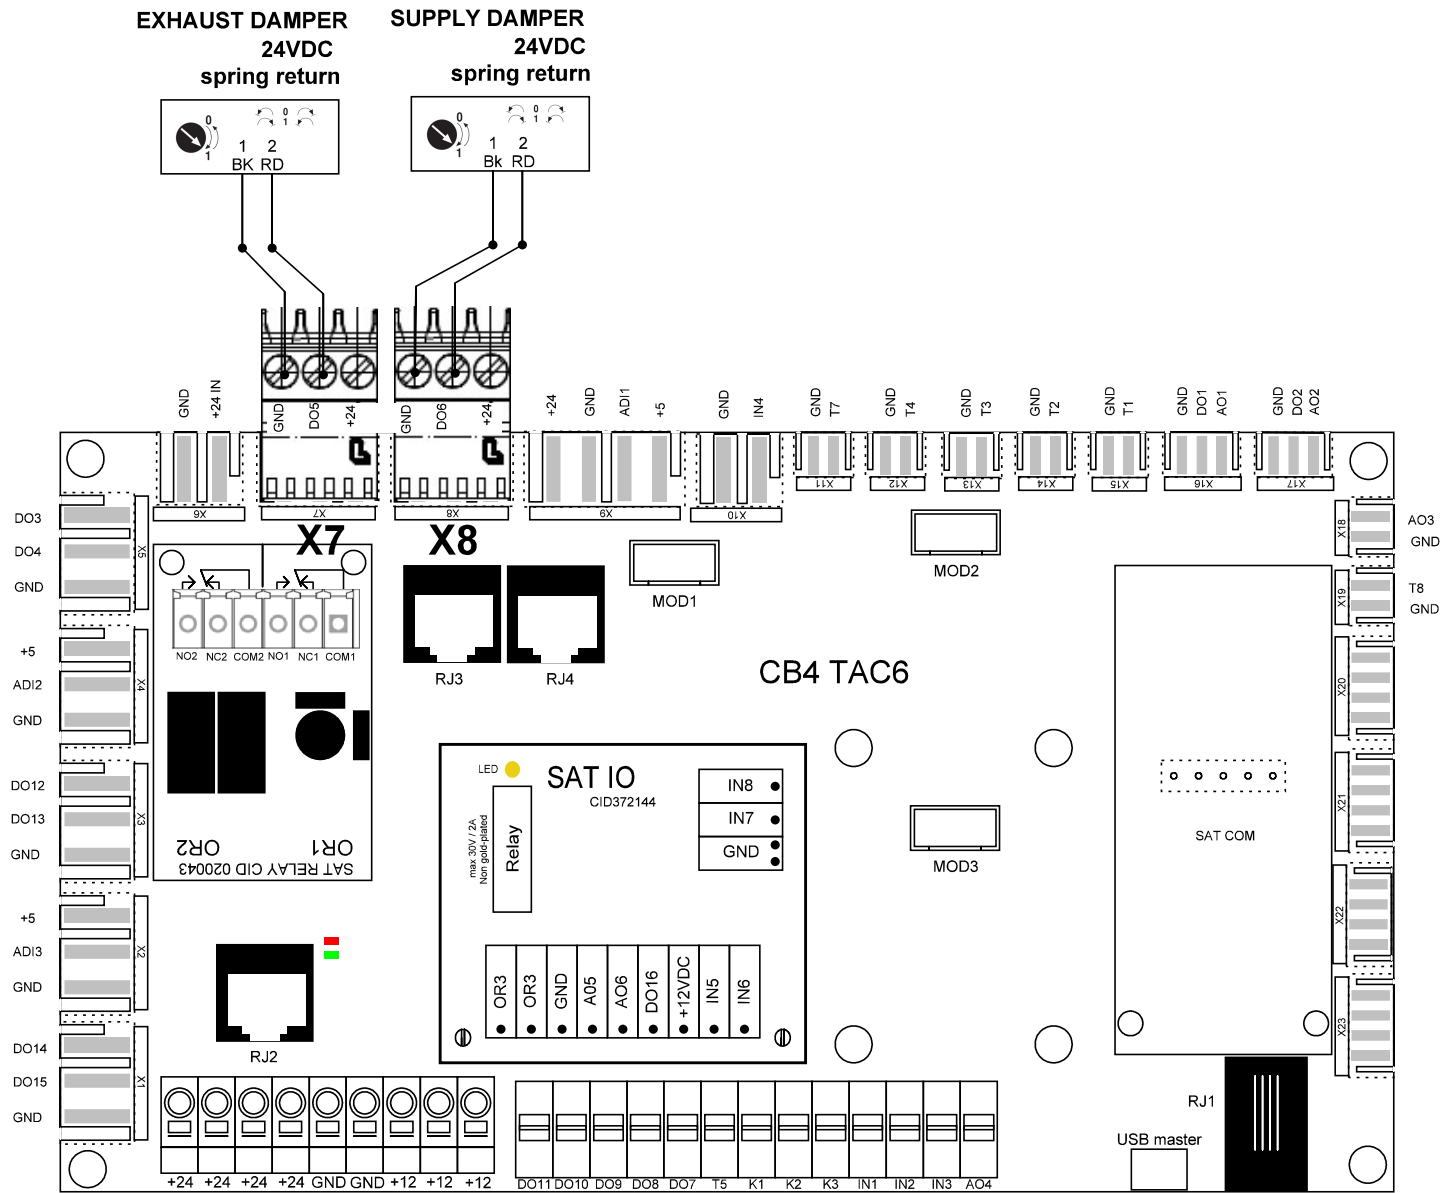 EXHAUST DAMPER
24VDC
spring return
SUPPLY DAMPER
24VDC
spring return
0
1
0
1
1 2
BK RD
0
1
0
1
1 2
Bk RD
GND
+24 IN
GND
DO5
+24
GND
DO6
+24
+24
GND
ADI1
+5
GND
IN4
GND
T7
GND
T4
GND
T3
GND
T2
GND
T1
GND
DO1
AO1
GND
DO2
AO2
X6
X7
X8
X9
X10
X11
X12
X13
X14
X15
X16
X17
X7
X8
DO3
DO4
GND
X5
+5
ADI2
GND
X4
DO12
DO13
GND
X3
+5
ADI3
GND
X2
DO14
DO15
GND
X1
AO3
GND
X18
T8
GND
X19
X20
X21
X22
X23
NO2 NC2 COM2 NO1 NC1 COM1
OR2
OR1
SAT RELAY CID 020043
RJ3
RJ4
MOD1
MOD2
MOD3
CB4 TAC6
LED
SAT IO
CID372144
max 30V / 2A
Non gold-plated
Relay
IN8
IN7
GND
OR3
OR3
GND
A05
AO6
DO16
+12VDC
IN5
IN6
SAT COM
RJ2
RJ1
USB master
+24 +24 +24 +24 GND GND +12 +12 +12
DO11 DO10 DO9 DO8 DO7 T5 K1 K2 K3 IN1 IN2 IN3 AO4